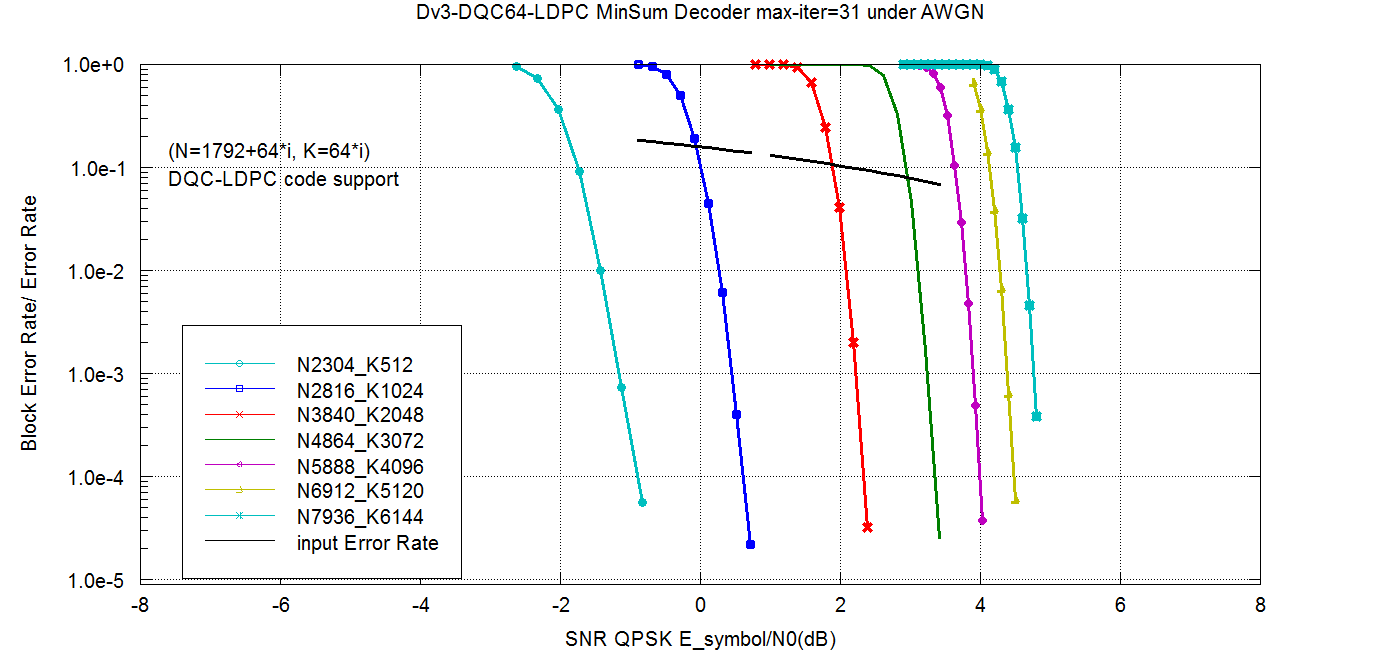 Dv3-DQC64-LDPC MinSum Decoder max-iter=31 under AWGN
1.0e+0
(N=1792+64*i, K=64*i)
1.0e-1
DQC-LDPC code support
Block Error Rate/ Error Rate
1.0e-2
1.0e-3
1.0e-4
1.0e-5
N2304_K512
N2816_K1024
N3840_K2048
N4864_K3072
N5888_K4096
N6912_K5120
N7936_K6144
input Error Rate
-8 -6 -4 -2 0 2 4 6 8
SNR QPSK E_symbol/N0(dB)